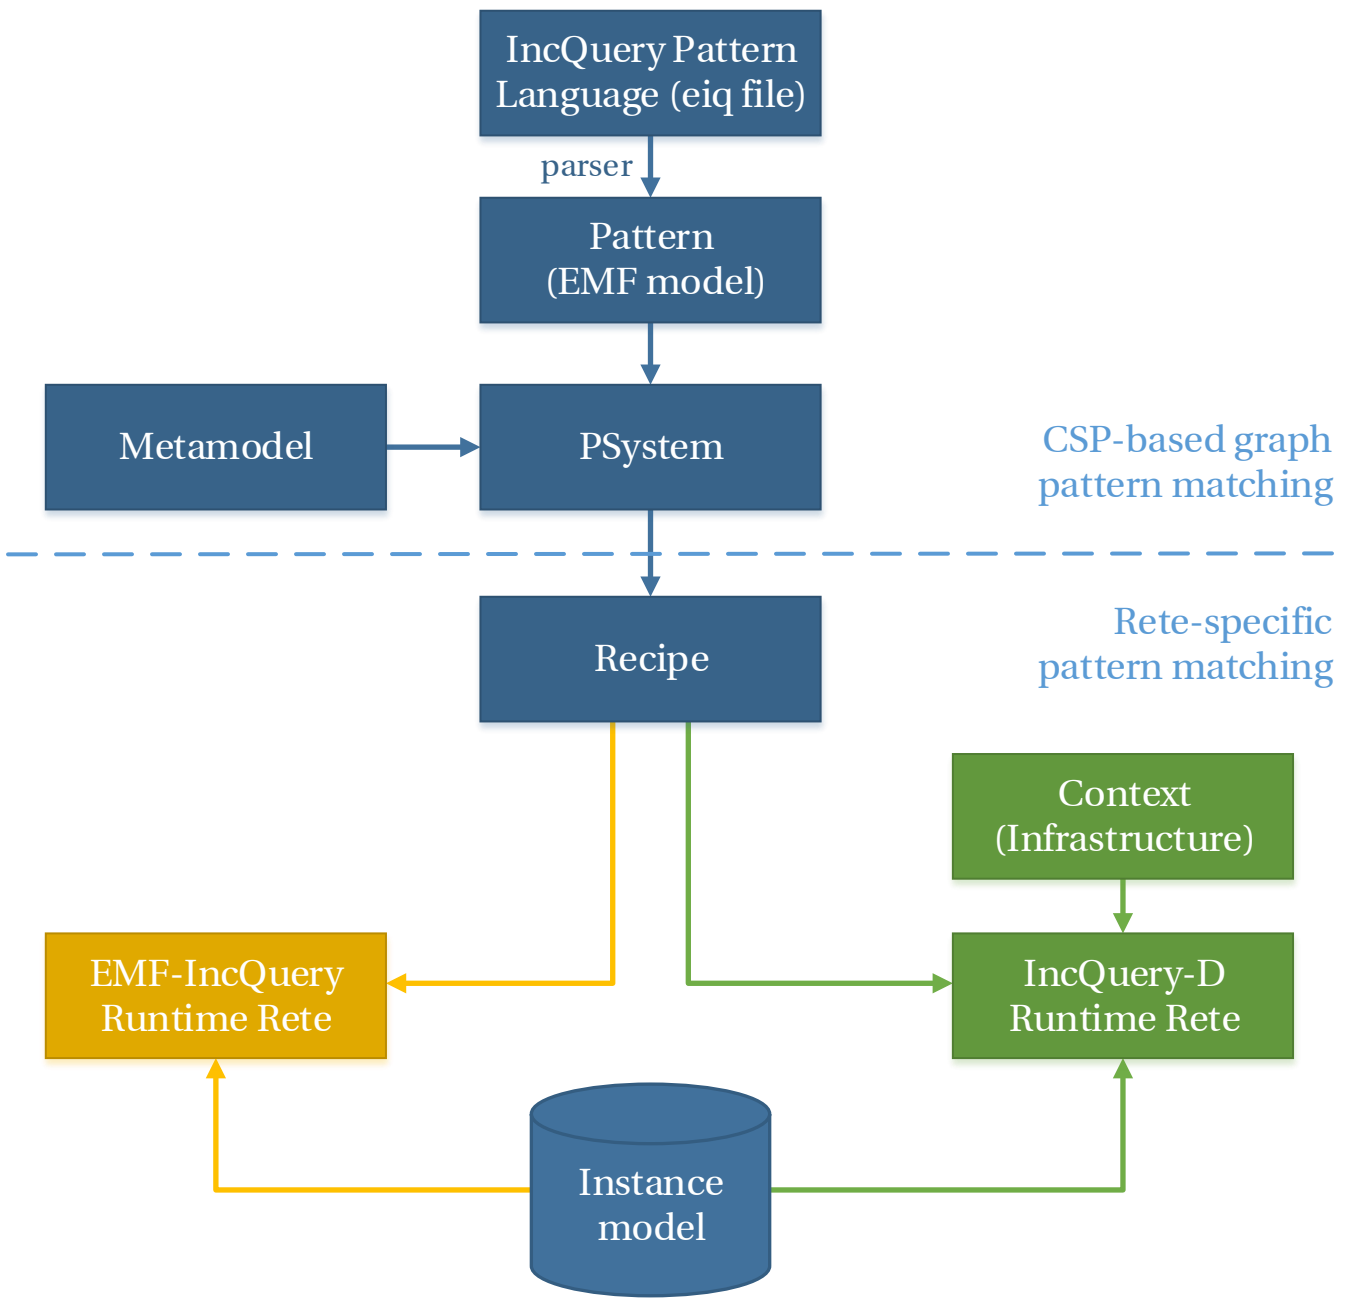 IncQuery Pattern
Language (eiq file)
parser
Pattern
(EMF model)
Metamodel
PSystem
CSP-based graph
pattern matching
Rete-specific
pattern matching
Recipe
Context
(Infrastructure)
EMF-IncQuery
Runtime Rete
IncQuery-D
Runtime Rete
Instance
model